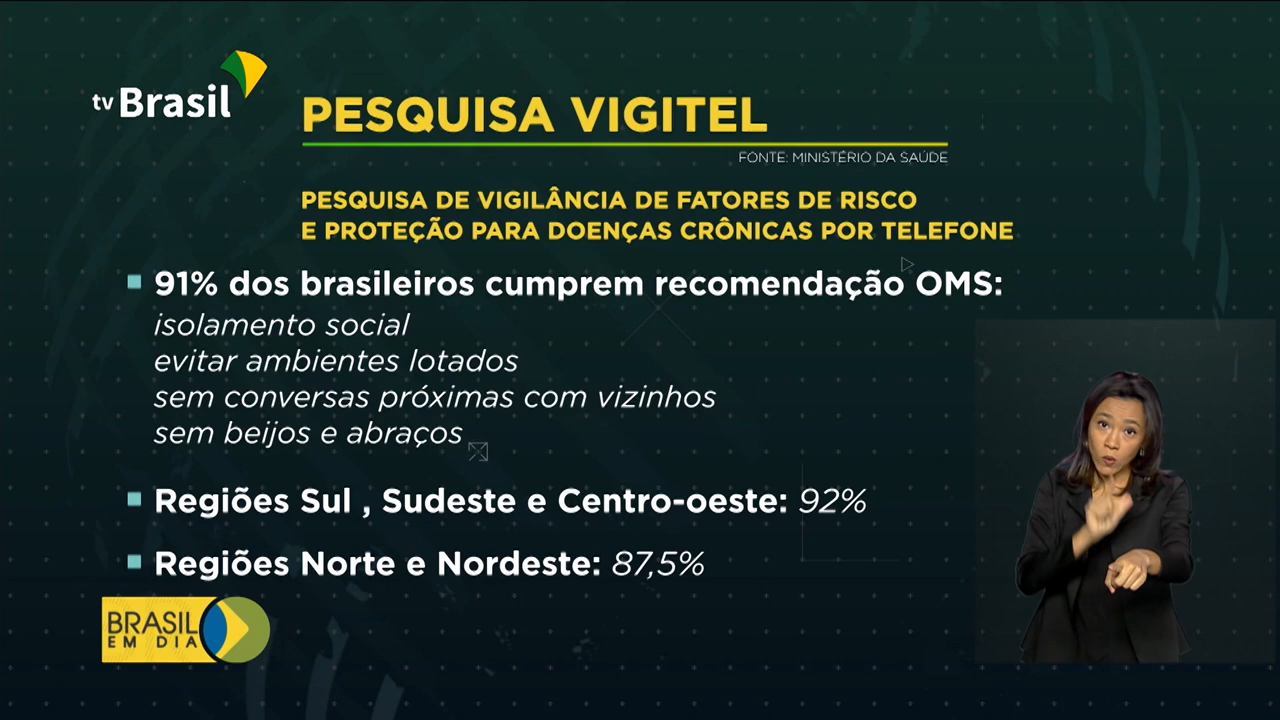 tv Brasil
PESQUISA VIGITEL
FONTE: MINISTÉRIO DA SAÚDE
PESQUISA DE VIGILÂNCIA DE FATORES DE RISCO
E PROTEÇÃO PARA DOENÇAS CRÔNICAS POR TELEFONE
91% dos brasileiros cumprem recomendação OMS:
isolamento social
evitar ambientes lotados
sem conversas próximas com vizinhos
sem beijos e abraços
Regiões Sul , Sudeste e Centro-oeste: 92%
Regiões Norte e Nordeste: 87,5%
BRASIL
EM DIA